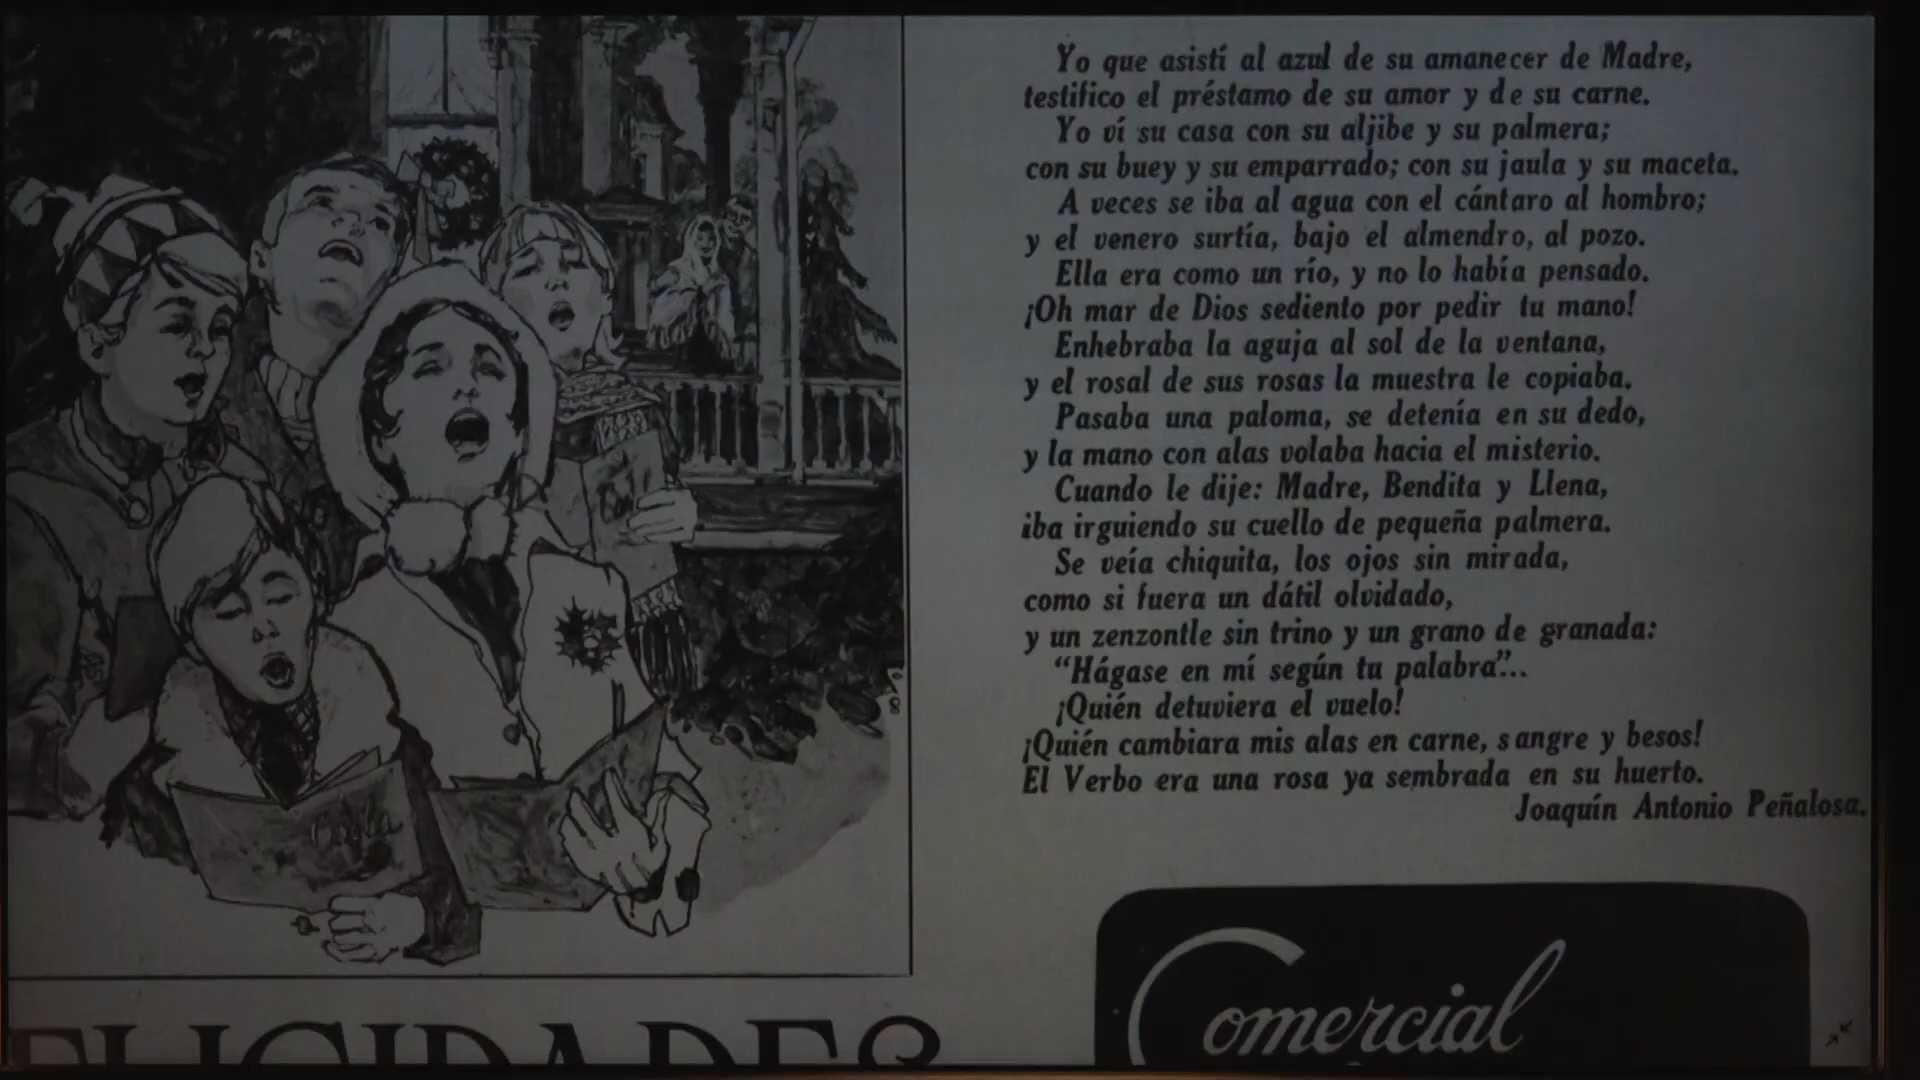 Yo que asistí al azul de su amanecer de Madre,
testifico el préstamo de su amor y de su carne.
Yo ví su casa con su aljibe y su palmera;
con su buey y su emparrado; con su jaula y su maceta.
A veces se iba al agua con el cántaro al hombro;
y el venero surtía, bajo el almendro, al pozo.
Ella era como un río, y no lo había pensado.
¡Oh mar de Dios sediento por pedir tu mano!
Enhebraba la aguja al sol de la ventana,
y el rosal de sus rosas la muestra le copiaba.
Pasaba una paloma, se detenía en su dedo,
y la mano con alas volaba hacia el misterio.
Cuando le dije: Madre, Bendita y Llena,
iba irguiendo su cuello de pequeña palmera.
Se veía chiquita, los ojos sin mirada,
como si fuera un dátil olvidado,
y un zenzontle sin trino y un grano de granada:
“Hágase en mí según tu palabra”...
¡Quién detuviera el vuelo!
¡Quién cambiara mis alas en carne, sangre y besos!
El Verbo era una rosa ya sembrada en su huerto.
Joaquín Antonio Peñalosa.
ELICIDADES
Comercial